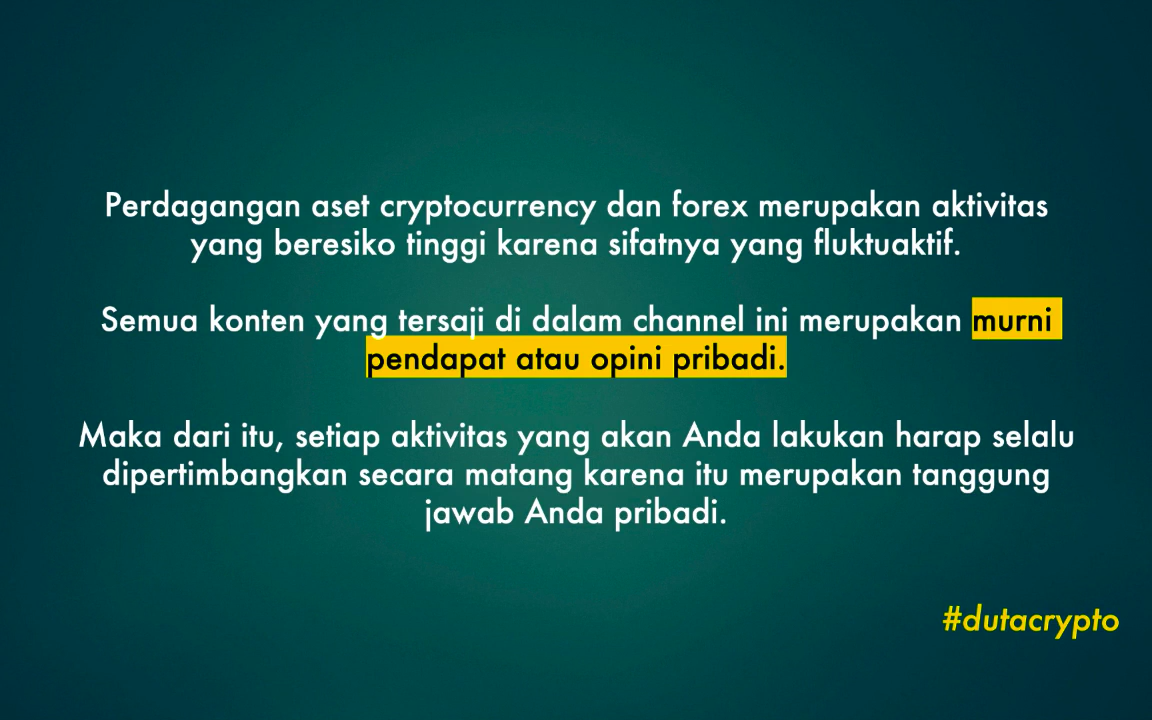 Perdagangan aset cryptocurrency dan forex merupakan aktivitas
yang beresiko tinggi karena sifatnya yang fluktuaktif.
Semua konten yang tersaji di dalam channel ini merupakan murni
pendapat atau opini pribadi.
Maka dari itu, setiap aktivitas yang akan Anda lakukan harap selalu
dipertimbangkan secara matang karena itu merupakan tanggung
jawab Anda pribadi.
#dutacrypto